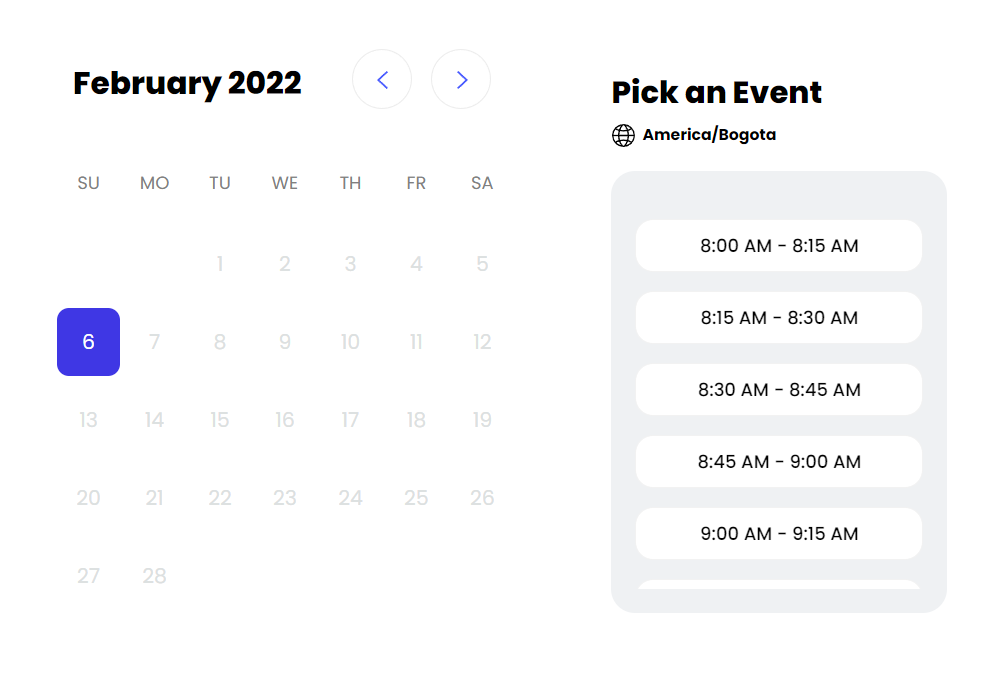 February 2022
SU MO TU WE TH FR SA
1 2 3 4 5
6 7 8 9 10 11 12
13 14 15 16 17 18 19
20 21 22 23 24 25 26
27 28
Pick an Event
America/Bogota
8:00 AM - 8:15 AM
8:15 AM - 8:30 AM
8:30 AM - 8:45 AM
8:45 AM - 9:00 AM
9:00 AM - 9:15 AM